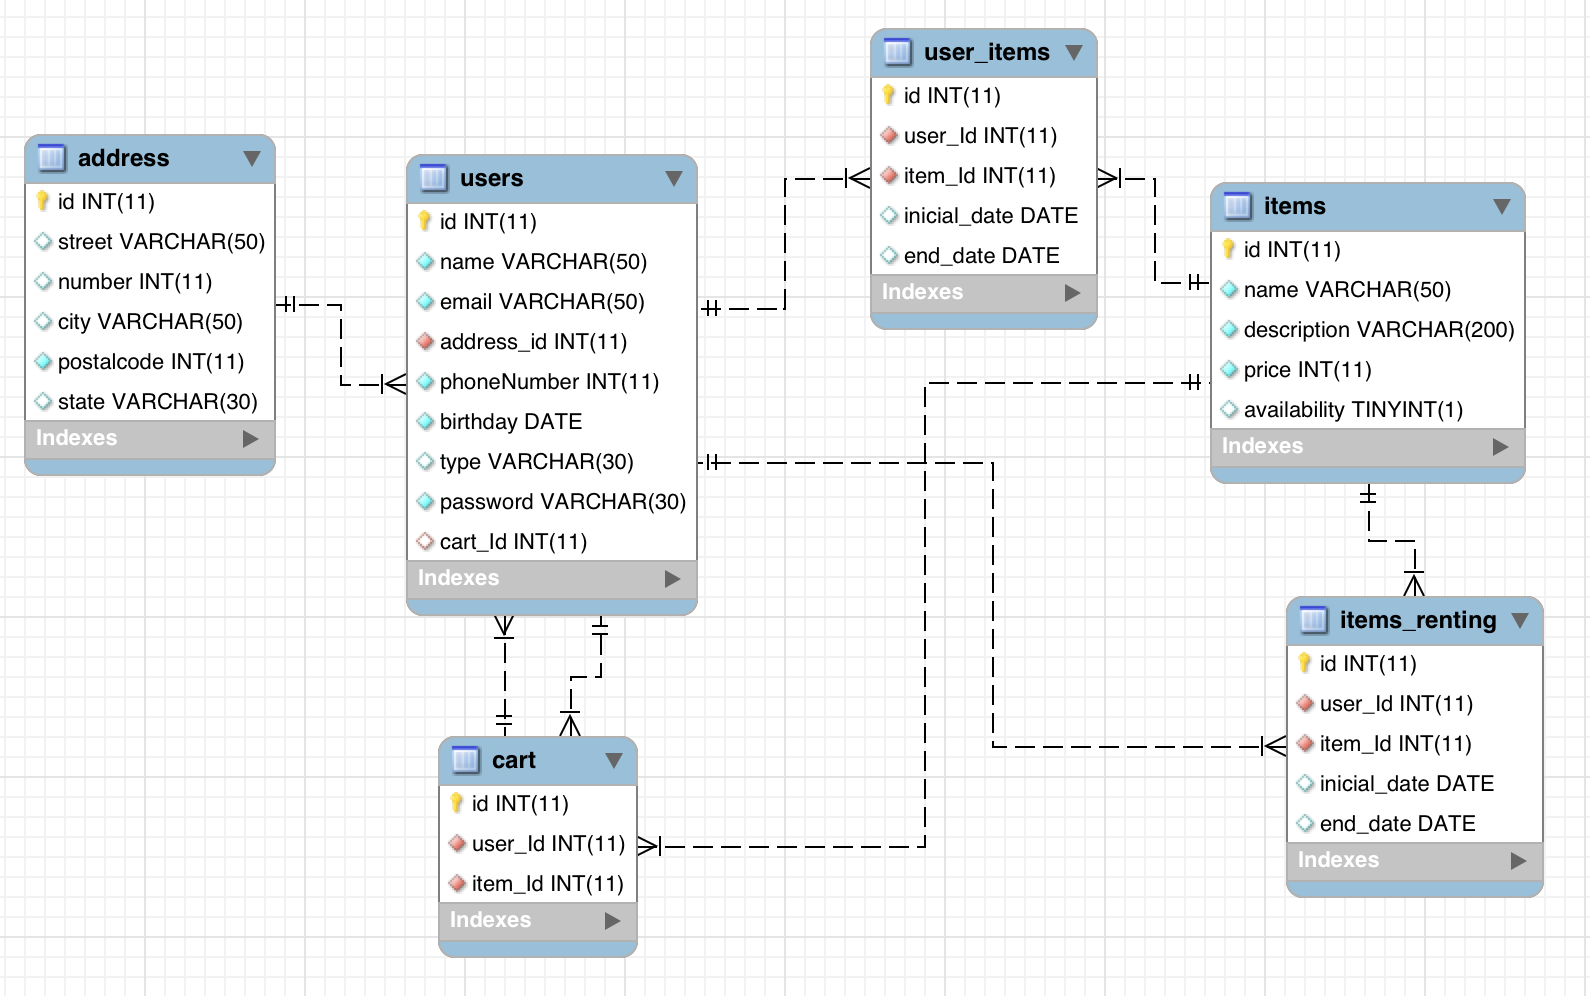 address
id INT(11)
street VARCHAR(50)
number INT(11)
city VARCHAR(50)
postalcode INT(11)
state VARCHAR(30)
Indexes
users
id INT(11)
name VARCHAR(50)
email VARCHAR(50)
address_id INT(11)
phoneNumber INT(11)
birthday DATE
type VARCHAR(30)
password VARCHAR(30)
cart_Id INT(11)
Indexes
cart
id INT(11)
user_Id INT(11)
item_Id INT(11)
Indexes
user_items
id INT(11)
user_Id INT(11)
item_Id INT(11)
inicial_date DATE
end_date DATE
Indexes
items
id INT(11)
name VARCHAR(50)
description VARCHAR(200)
price INT(11)
availability TINYINT(1)
Indexes
items_renting
id INT(11)
user_Id INT(11)
item_Id INT(11)
inicial_date DATE
end_date DATE
Indexes